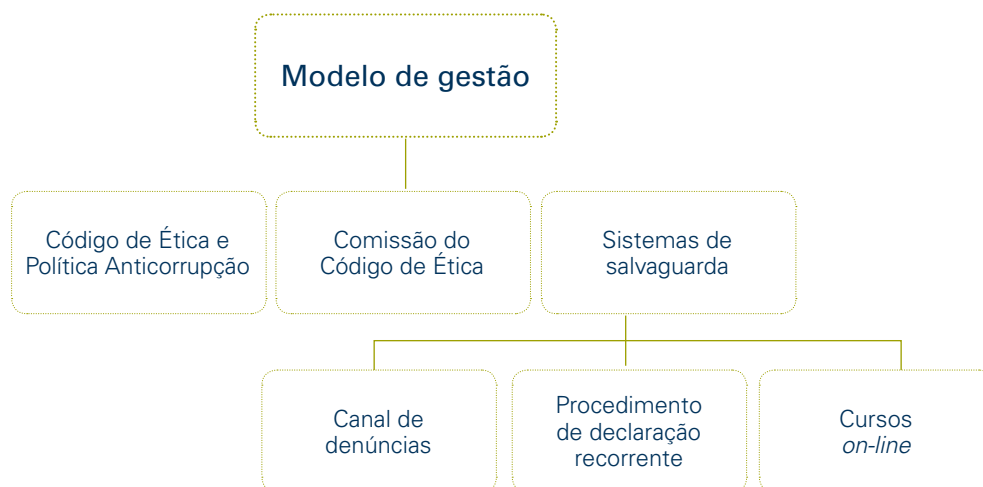 Modelo de gestão
Código de Ética e
Política Anticorrupção
Comissão do
Código de Ética
Sistemas de
salvaguarda
Canal de
denúncias
Procedimento
de declaração
recorrente
Cursos
on-line